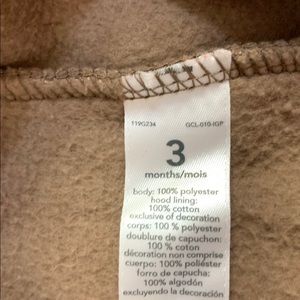 119G234 GCL-010-IGP
3
months/mois
body: 100% polyester
hood lining:
100% cotton
exclusive of decoration
corps: 100% polyester
doublure de capuchon:
100 % coton
décoration non comprise
cuerpo: 100% poliéster
forro de capucha:
100% algodón
excluyendo la decoración